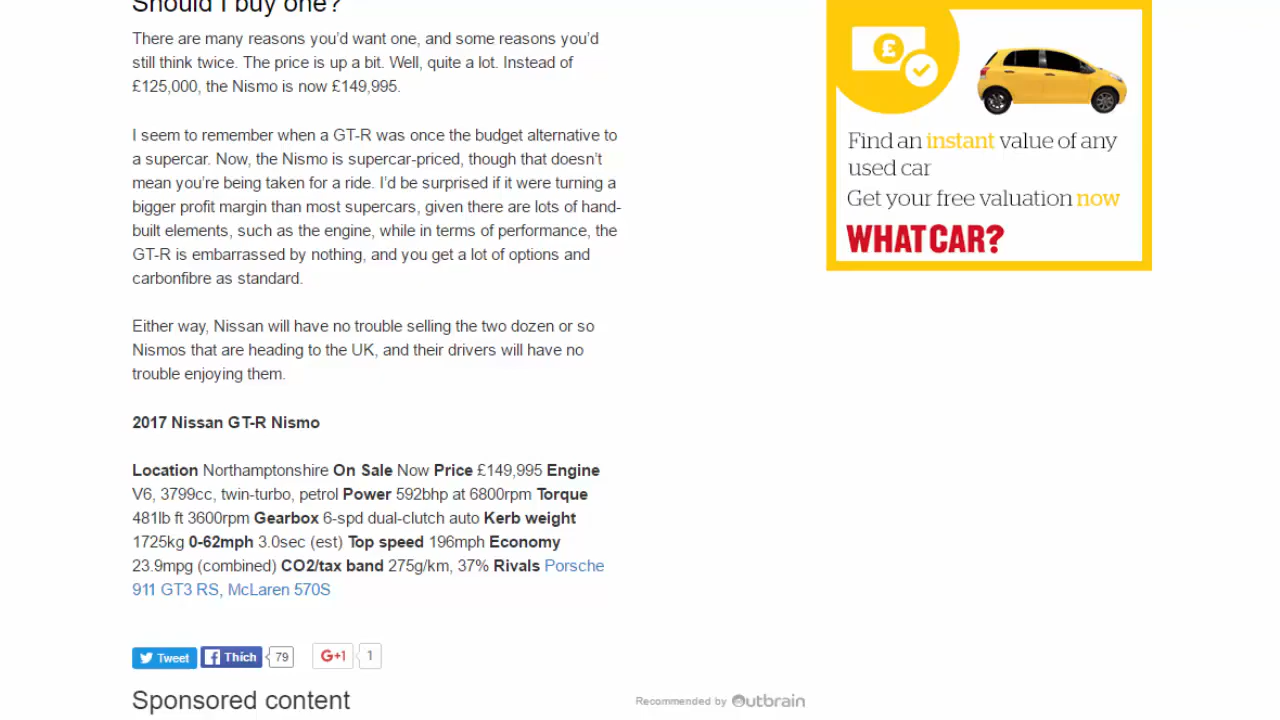 Should I buy one?
There are many reasons you’d want one, and some reasons you’d
still think twice. The price is up a bit. Well, quite a lot. Instead of
£125,000, the Nismo is now £149,995.
I seem to remember when a GT-R was once the budget alternative to
a supercar. Now, the Nismo is supercar-priced, though that doesn’t
mean you’re being taken for a ride. I’d be surprised if it were turning a
bigger profit margin than most supercars, given there are lots of hand-
built elements, such as the engine, while in terms of performance, the
GT-R is embarrassed by nothing, and you get a lot of options and
carbonfibre as standard.
Either way, Nissan will have no trouble selling the two dozen or so
Nismos that are heading to the UK, and their drivers will have no
trouble enjoying them.
2017 Nissan GT-R Nismo
Location Northamptonshire On Sale Now Price £149,995 Engine
V6, 3799cc, twin-turbo, petrol Power 592bhp at 6800rpm Torque
481lb ft 3600rpm Gearbox 6-spd dual-clutch auto Kerb weight
1725kg 0-62mph 3.0sec (est) Top speed 196mph Economy
23.9mpg (combined) CO2/tax band 275g/km, 37% Rivals Porsche
911 GT3 RS, McLaren 570S
Tweet Thích 79 G+1 1
Sponsored content
Recommended by Outbrain
£
Find an instant value of any
used car
Get your free valuation now
WHAT CAR?